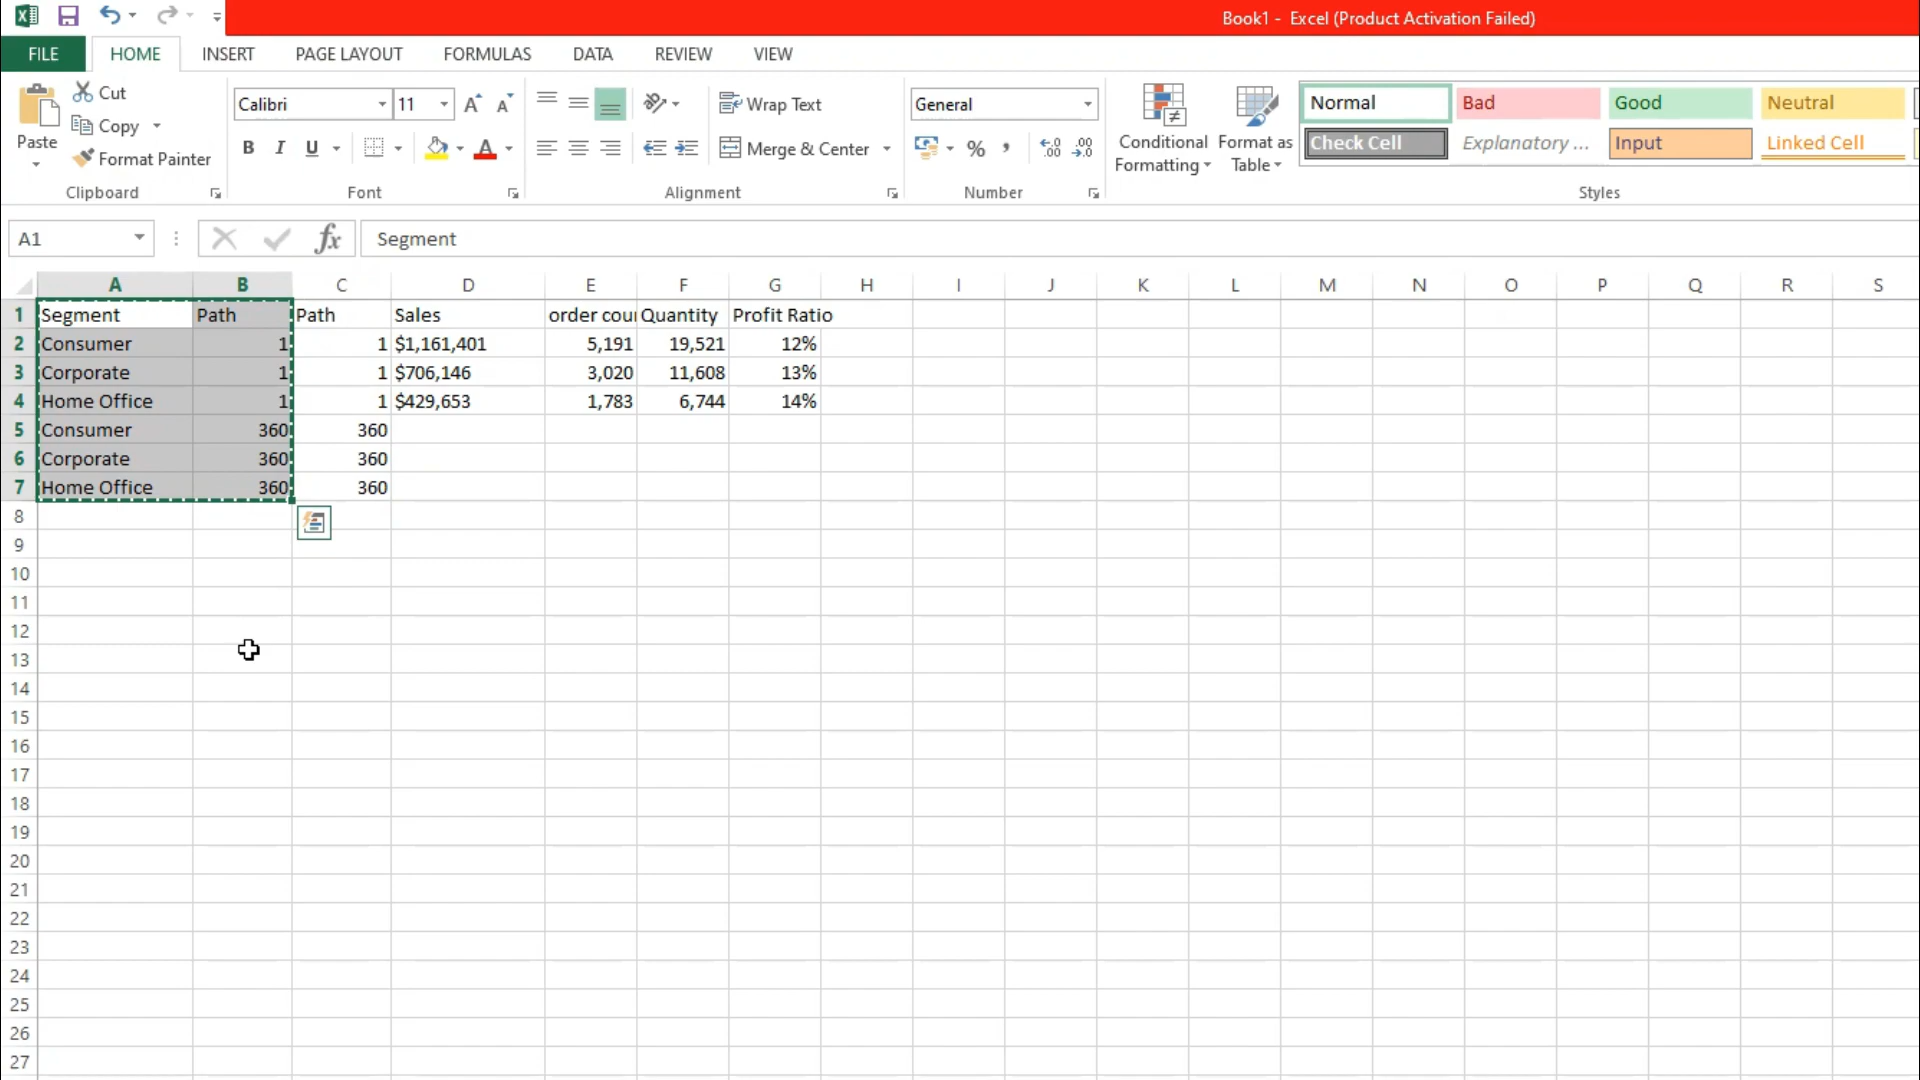 Book1 - Excel (Product Activation Failed)
FILE HOME INSERT PAGE LAYOUT FORMULAS DATA REVIEW VIEW
Paste
Cut
Copy
Format Painter
Clipboard
Calibri 11
B I U
A
Font
Wrap Text
Merge & Center
Alignment
General
% ,
Number
Conditional Formatting
Format as Table
Normal Bad Good Neutral
Check Cell Explanatory ... Input Linked Cell
Styles
A1 fx Segment
A B C D E F G H I J K L M N O P Q R S
1 Segment Path Path Sales order cou Quantity Profit Ratio
2 Consumer 1 1 $1,161,401 5,191 19,521 12%
3 Corporate 1 1 $706,146 3,020 11,608 13%
4 Home Office 1 1 $429,653 1,783 6,744 14%
5 Consumer 360 360
6 Corporate 360 360
7 Home Office 360 360
8
9
10
11
12
13
14
15
16
17
18
19
20
21
22
23
24
25
26
27